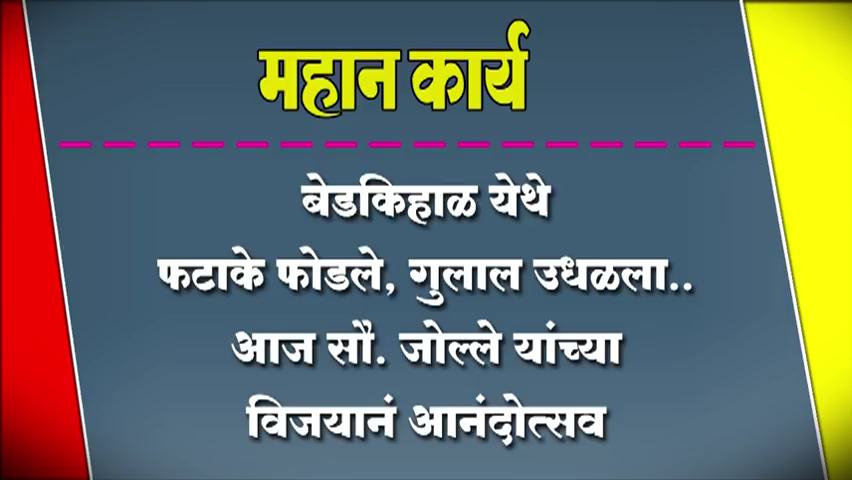 महान कार्य
बेडकिहाळ येथे
फटाके फोडले, गुलाल उधळला..
आज सौ. जोल्ले यांच्या
विजयानं आनंदोत्सव